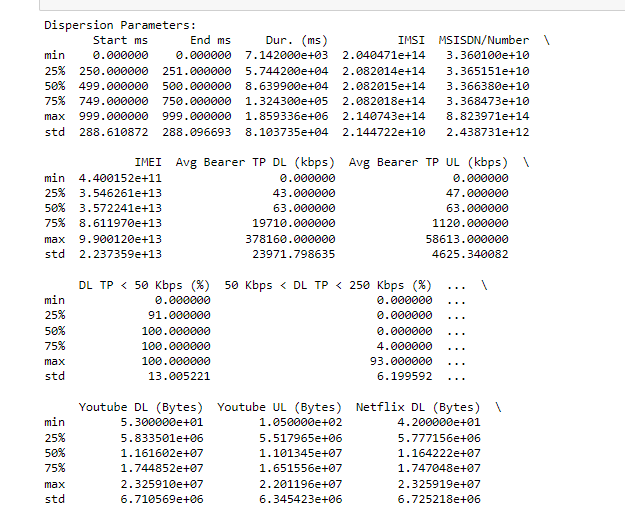 Dispersion Parameters:
Start ms End ms Dur. (ms) IMSI MSISDN/Number \
min 0.000000 0.000000 7.142000e+03 2.040471e+14 3.360100e+10
25% 250.000000 251.000000 5.744200e+04 2.082014e+14 3.365151e+10
50% 499.000000 500.000000 8.639900e+04 2.082015e+14 3.366380e+10
75% 749.000000 750.000000 1.324300e+05 2.082018e+14 3.368473e+10
max 999.000000 999.000000 1.859336e+06 2.140743e+14 8.823971e+14
std 288.610872 288.096693 8.103735e+04 2.144722e+10 2.438731e+12
IMEI Avg Bearer TP DL (kbps) Avg Bearer TP UL (kbps) \
min 4.400152e+11 0.000000 0.000000
25% 3.546261e+13 43.000000 47.000000
50% 3.572241e+13 63.000000 63.000000
75% 8.611970e+13 19710.000000 1120.000000
max 9.900120e+13 378160.000000 58613.000000
std 2.237359e+13 23971.798635 4625.340082
DL TP < 50 Kbps (%) 50 Kbps < DL TP < 250 Kbps (%) ... \
min 0.000000 0.000000 ...
25% 91.000000 0.000000 ...
50% 100.000000 0.000000 ...
75% 100.000000 4.000000 ...
max 100.000000 93.000000 ...
std 13.005221 6.199592 ...
Youtube DL (Bytes) Youtube UL (Bytes) Netflix DL (Bytes) \
min 5.300000e+01 1.050000e+02 4.200000e+01
25% 5.833501e+06 5.517965e+06 5.777156e+06
50% 1.161602e+07 1.101345e+07 1.164222e+07
75% 1.744852e+07 1.651556e+07 1.747048e+07
max 2.325910e+07 2.201196e+07 2.325919e+07
std 6.710569e+06 6.345423e+06 6.725218e+06